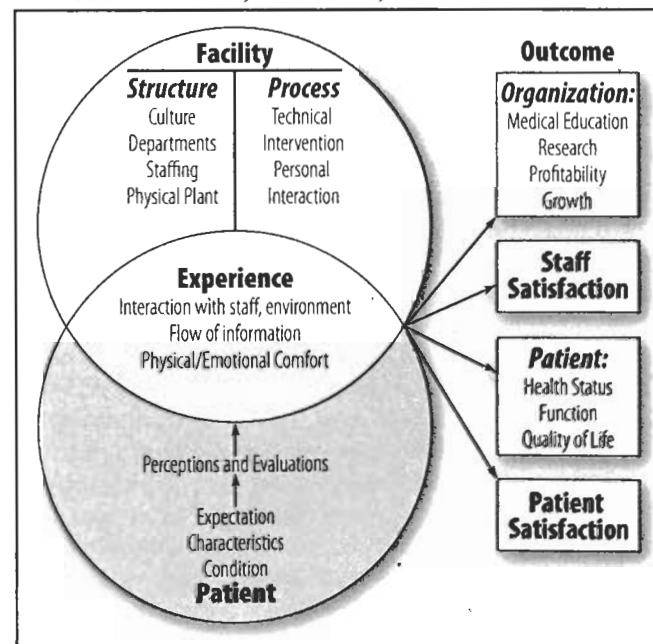 Facility
Structure
Culture
Departments
Staffing
Physical Plant
Process
Technical
Intervention
Personal
Interaction
Experience
Interaction with staff, environment
Flow of information
Physical/Emotional Comfort
Perceptions and Evaluations
Expectation
Characteristics
Condition
Patient
Outcome
Organization:
Medical Education
Research
Profitability
Growth
Staff
Satisfaction
Patient:
Health Status
Function
Quality of Life
Patient
Satisfaction